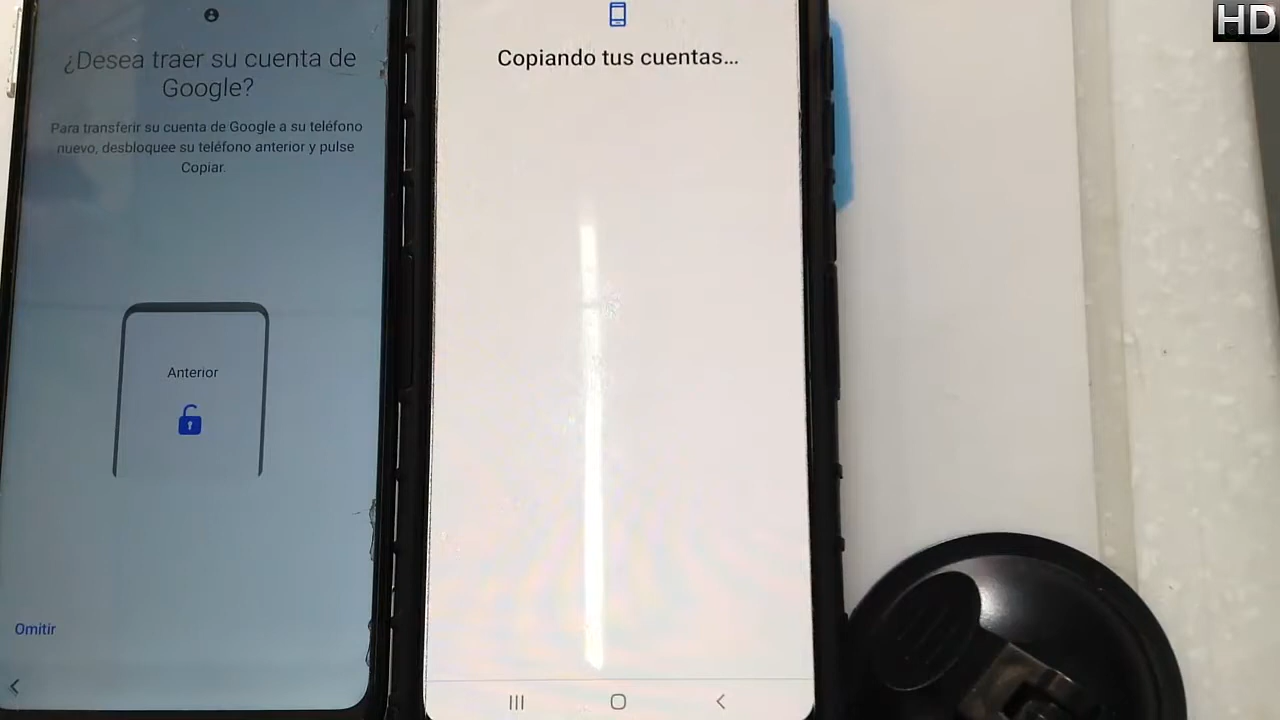 ¿Desea traer su cuenta de
Google?
Para transferir su cuenta de Google a su teléfono
nuevo, desbloquee su teléfono anterior y pulse
Copiar.
Anterior
Omitir
Copiando tus cuentas...
HD